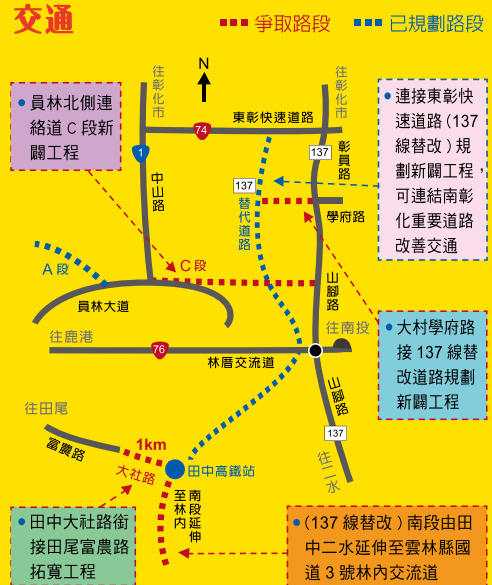 交通
爭取路段
已規劃路段
N
往彰化市
往彰化市
● 員林北側連
絡道C段新
闢工程
● 連接東彰快
速道路(137
線替改)規
劃新闢工程，
可連結南彰
化重要道路
改善交通
東彰快速道路
74
1
137
彰員路
中山路
137
替代道路
學府路
A段
C段
山腳路
員林大道
往鹿港
往南投
76
林厝交流道
● 大村學府路
接137線替
改道路規劃
新闢工程
山腳路
往田尾
137
富農路
1km
大社路
田中高鐵站
往二水
南段延伸
至林內
● 田中大社路銜
接田尾富農路
拓寬工程
● (137線替改)南段由田
中二水延伸至雲林縣國
道3號林內交流道